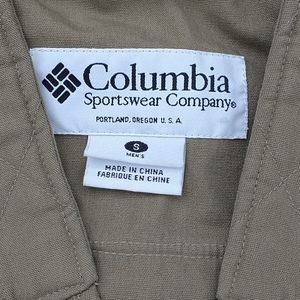 Columbia
Sportswear Company®
PORTLAND, OREGON U.S.A.
S
MEN'S
MADE IN CHINA
FABRIQUE EN CHINE